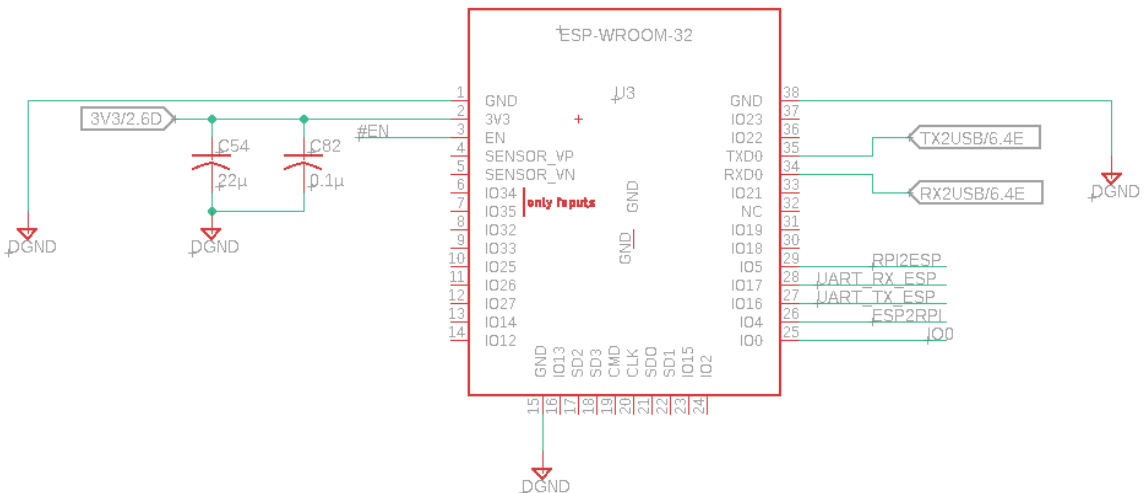 ESP-WROOM-32
U3
1 GND
2 3V3
3 EN
4 SENSOR_VP
5 SENSOR_VN
6 IO34
7 IO35
only inputs
8 IO32
9 IO33
10 IO25
11 IO26
12 IO27
13 IO14
14 IO12
3V3/2.6D
#EN
C54
22µ
C82
0.1µ
DGND
DGND
GND
GND
GND 38
IO23 37
IO22 36
TXD0 35
RXD0 34
IO21 33
NC 32
IO19 31
IO18 30
IO5 29
IO17 28
IO16 27
IO4 26
IO0 25
TX2USB/6.4E
RX2USB/6.4E
DGND
RPI2ESP
UART_RX_ESP
UART_TX_ESP
ESP2RPI
IO0
GND 15
IO13 16
SD2 17
SD3 18
CMD 19
CLK 20
SD0 21
SD1 22
IO15 23
IO2 24
DGND